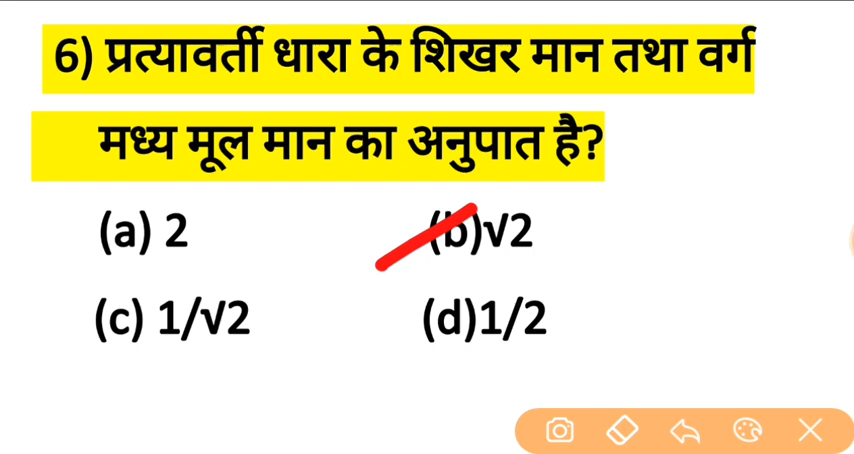 6) प्रत्यावर्ती धारा के शिखर मान तथा वर्ग
मध्य मूल मान का अनुपात है?
(a) 2 (b)√2
(c) 1/√2 (d)1/2